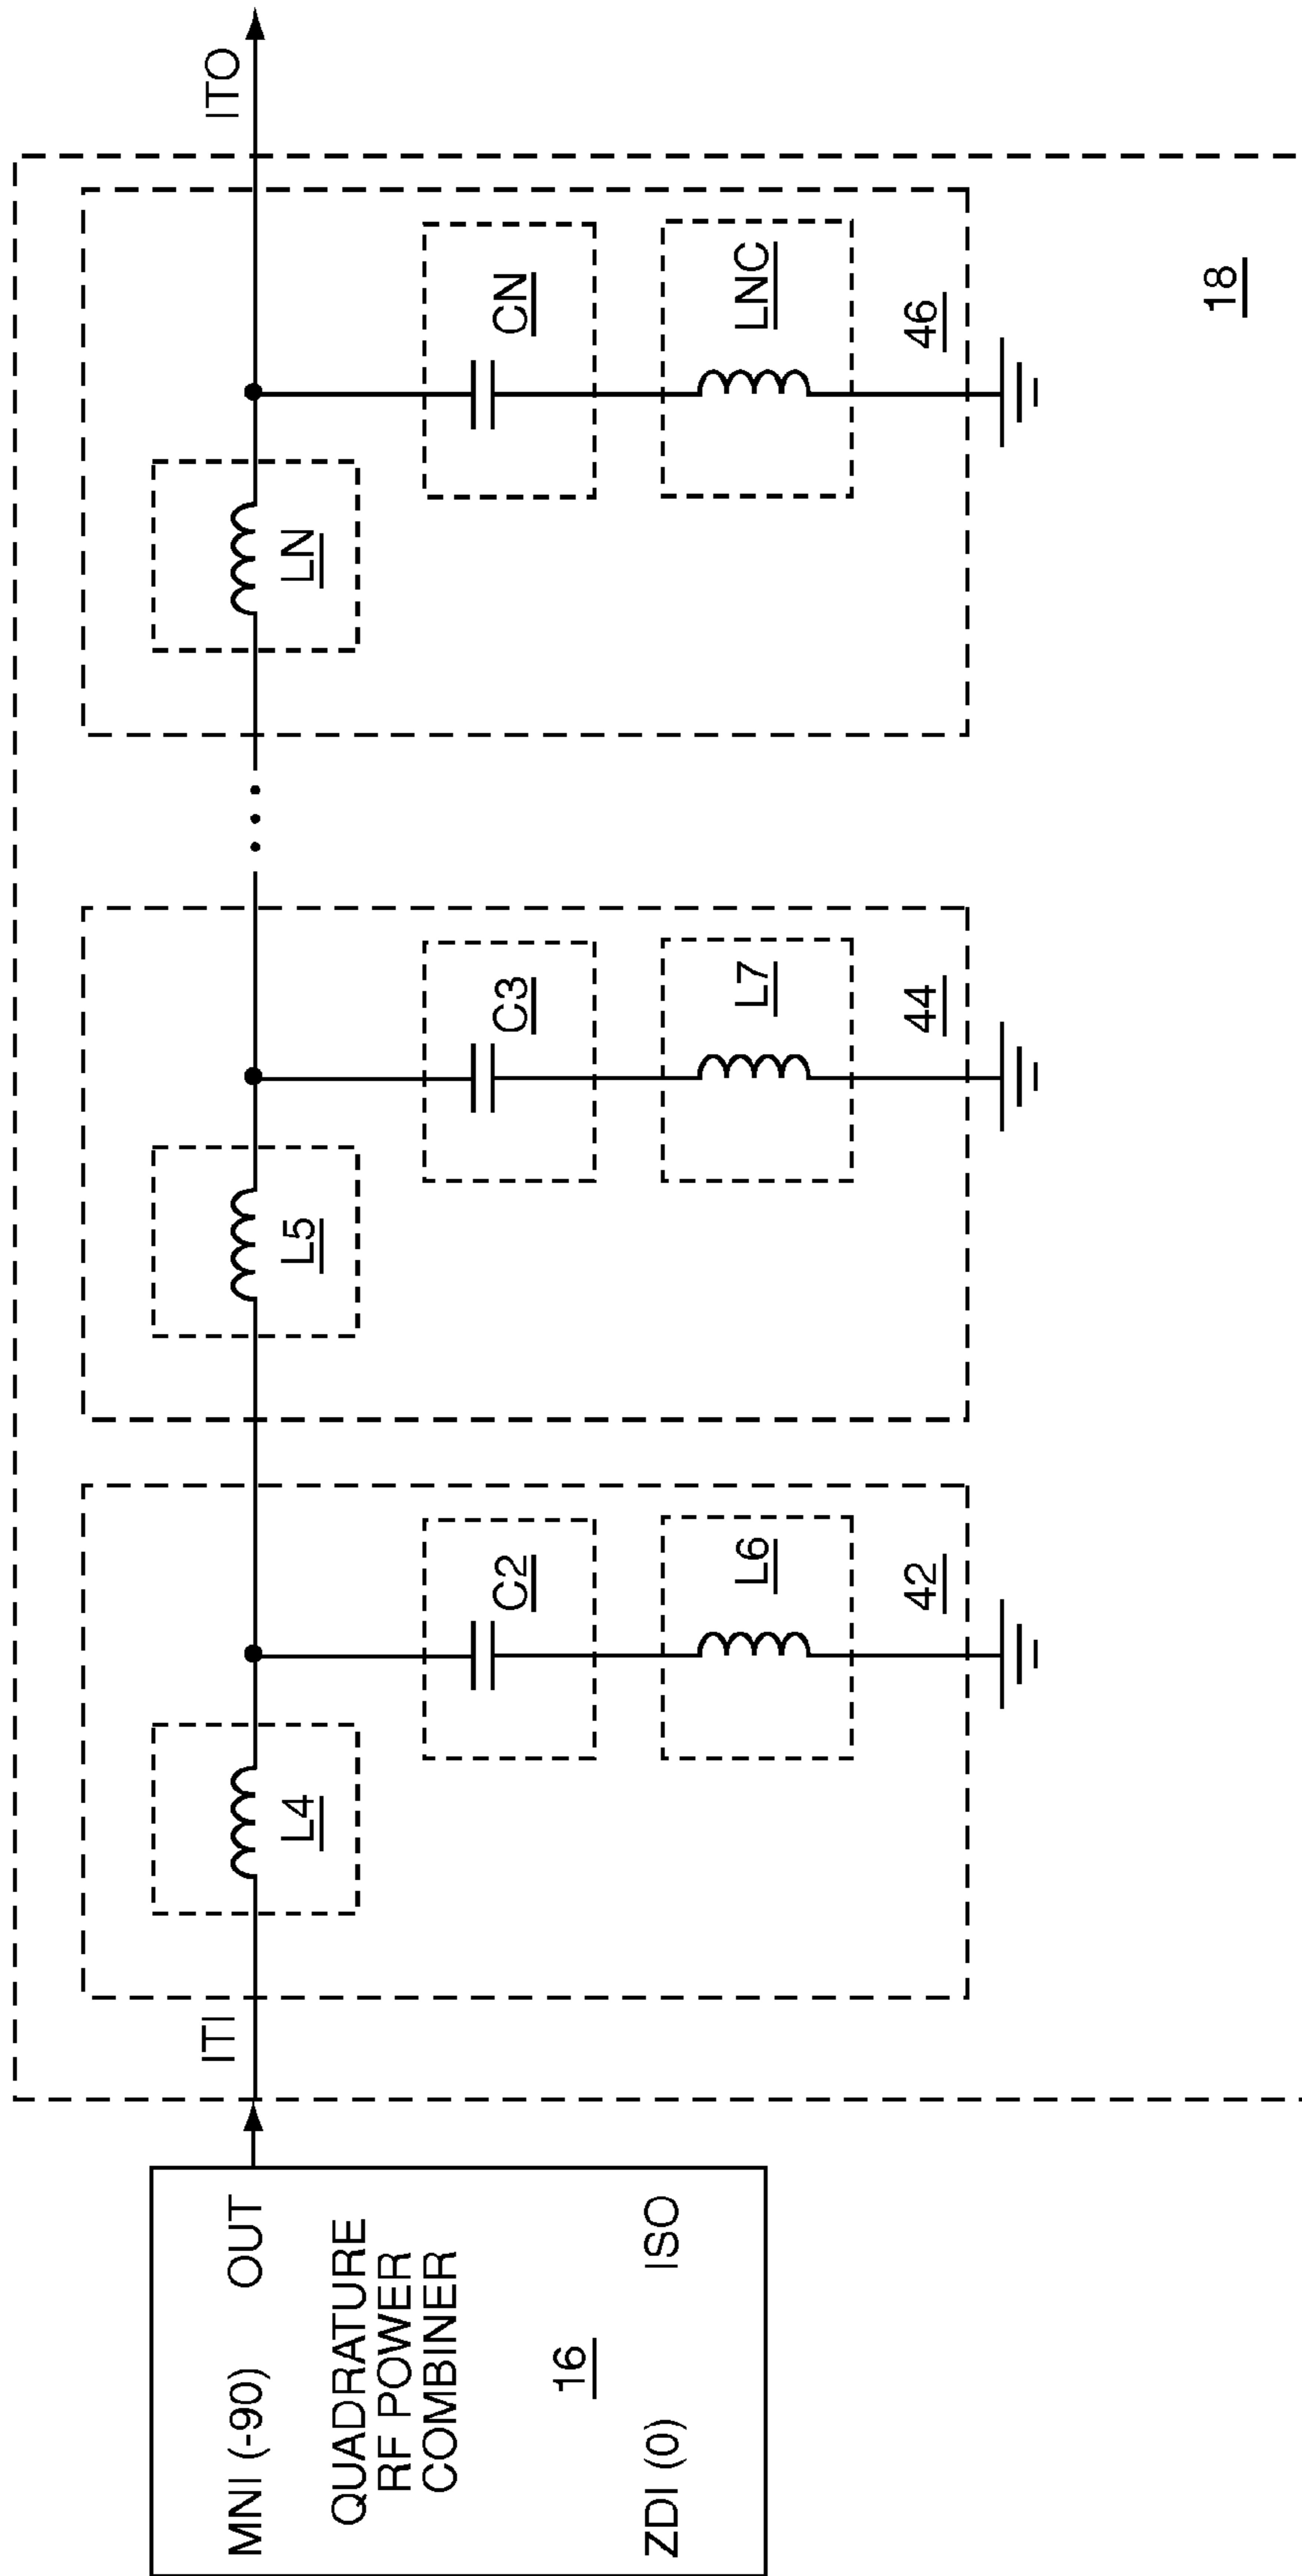 MNI (-90) OUT
QUADRATURE
RF POWER
COMBINER
16
ZDI (0) ISO
ITI
L4
C2
L6
42
L5
C3
L7
44
LN
CN
LNC
46
ITO
18